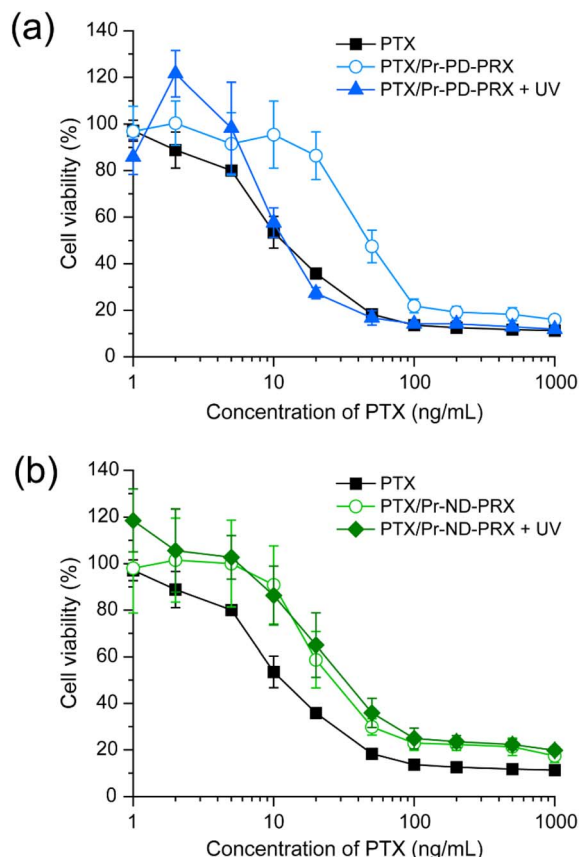 (a)
140
120
100
80
60
40
20
0
Cell viability (%)
PTX
PTX/Pr-PD-PRX
PTX/Pr-PD-PRX + UV
1
10
100
1000
Concentration of PTX (ng/mL)
(b)
140
120
100
80
60
40
20
0
Cell viability (%)
PTX
PTX/Pr-ND-PRX
PTX/Pr-ND-PRX + UV
1
10
100
1000
Concentration of PTX (ng/mL)